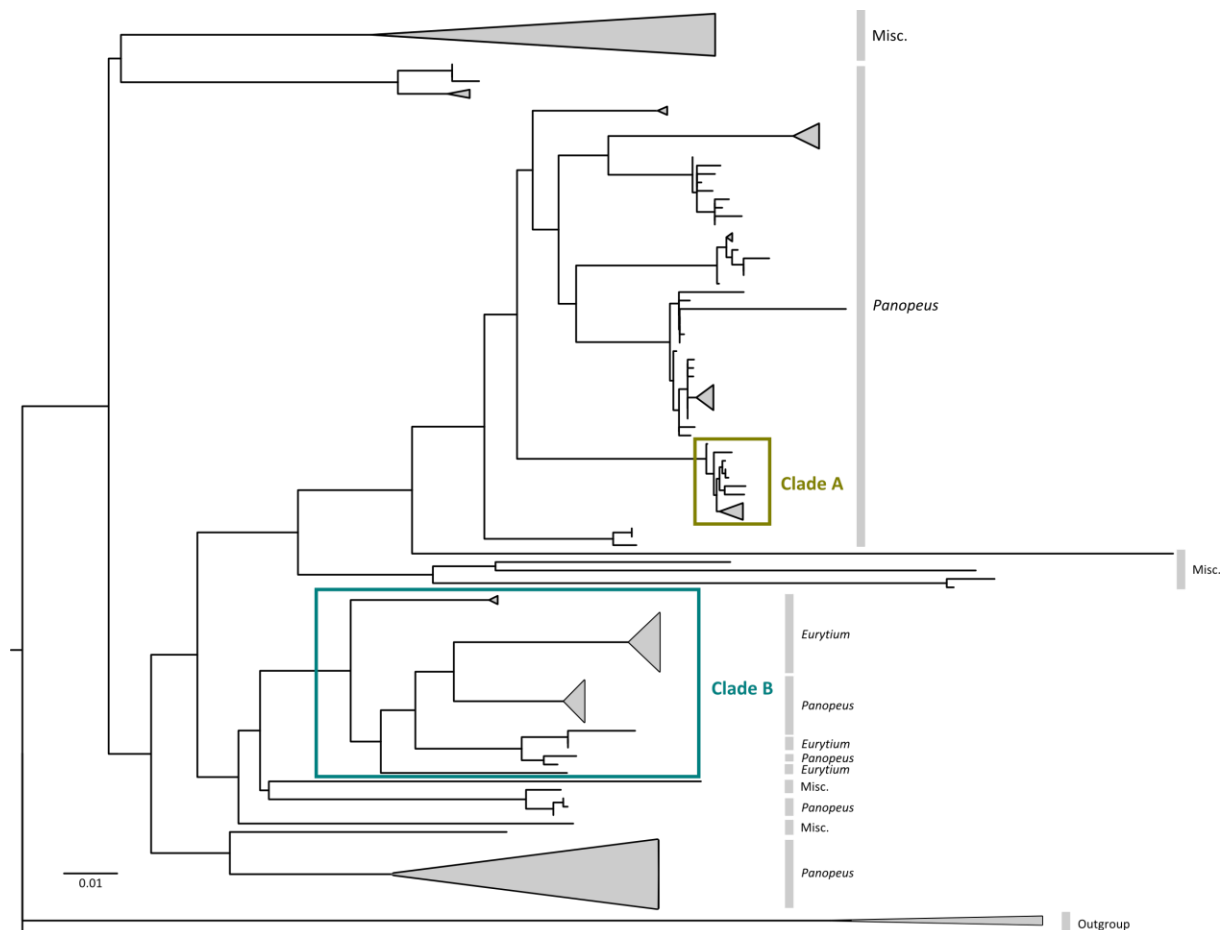 Misc.
Panopeus
Clade A
Misc.
Eurytium
Clade B
Panopeus
Eurytium
Panopeus
Eurytium
Misc.
Panopeus
Misc.
Panopeus
0.01
Outgroup